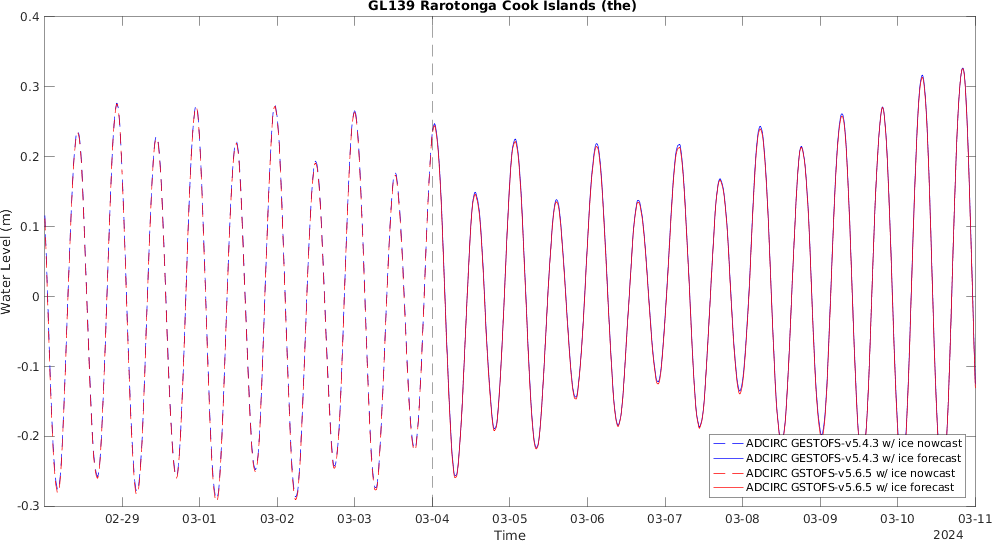 GL139 Rarotonga Cook Islands (the)
0.4
0.3
0.2
0.1
0
-0.1
-0.2
-0.3
Water Level (m)
02-29 03-01 03-02 03-03 03-04 03-05 03-06 03-07 03-08 03-09 03-10 03-11
Time
2024
ADCIRC GESTOFS-v5.4.3 w/ ice nowcast
ADCIRC GESTOFS-v5.4.3 w/ ice forecast
ADCIRC GSTOFS-v5.6.5 w/ ice nowcast
ADCIRC GSTOFS-v5.6.5 w/ ice forecast